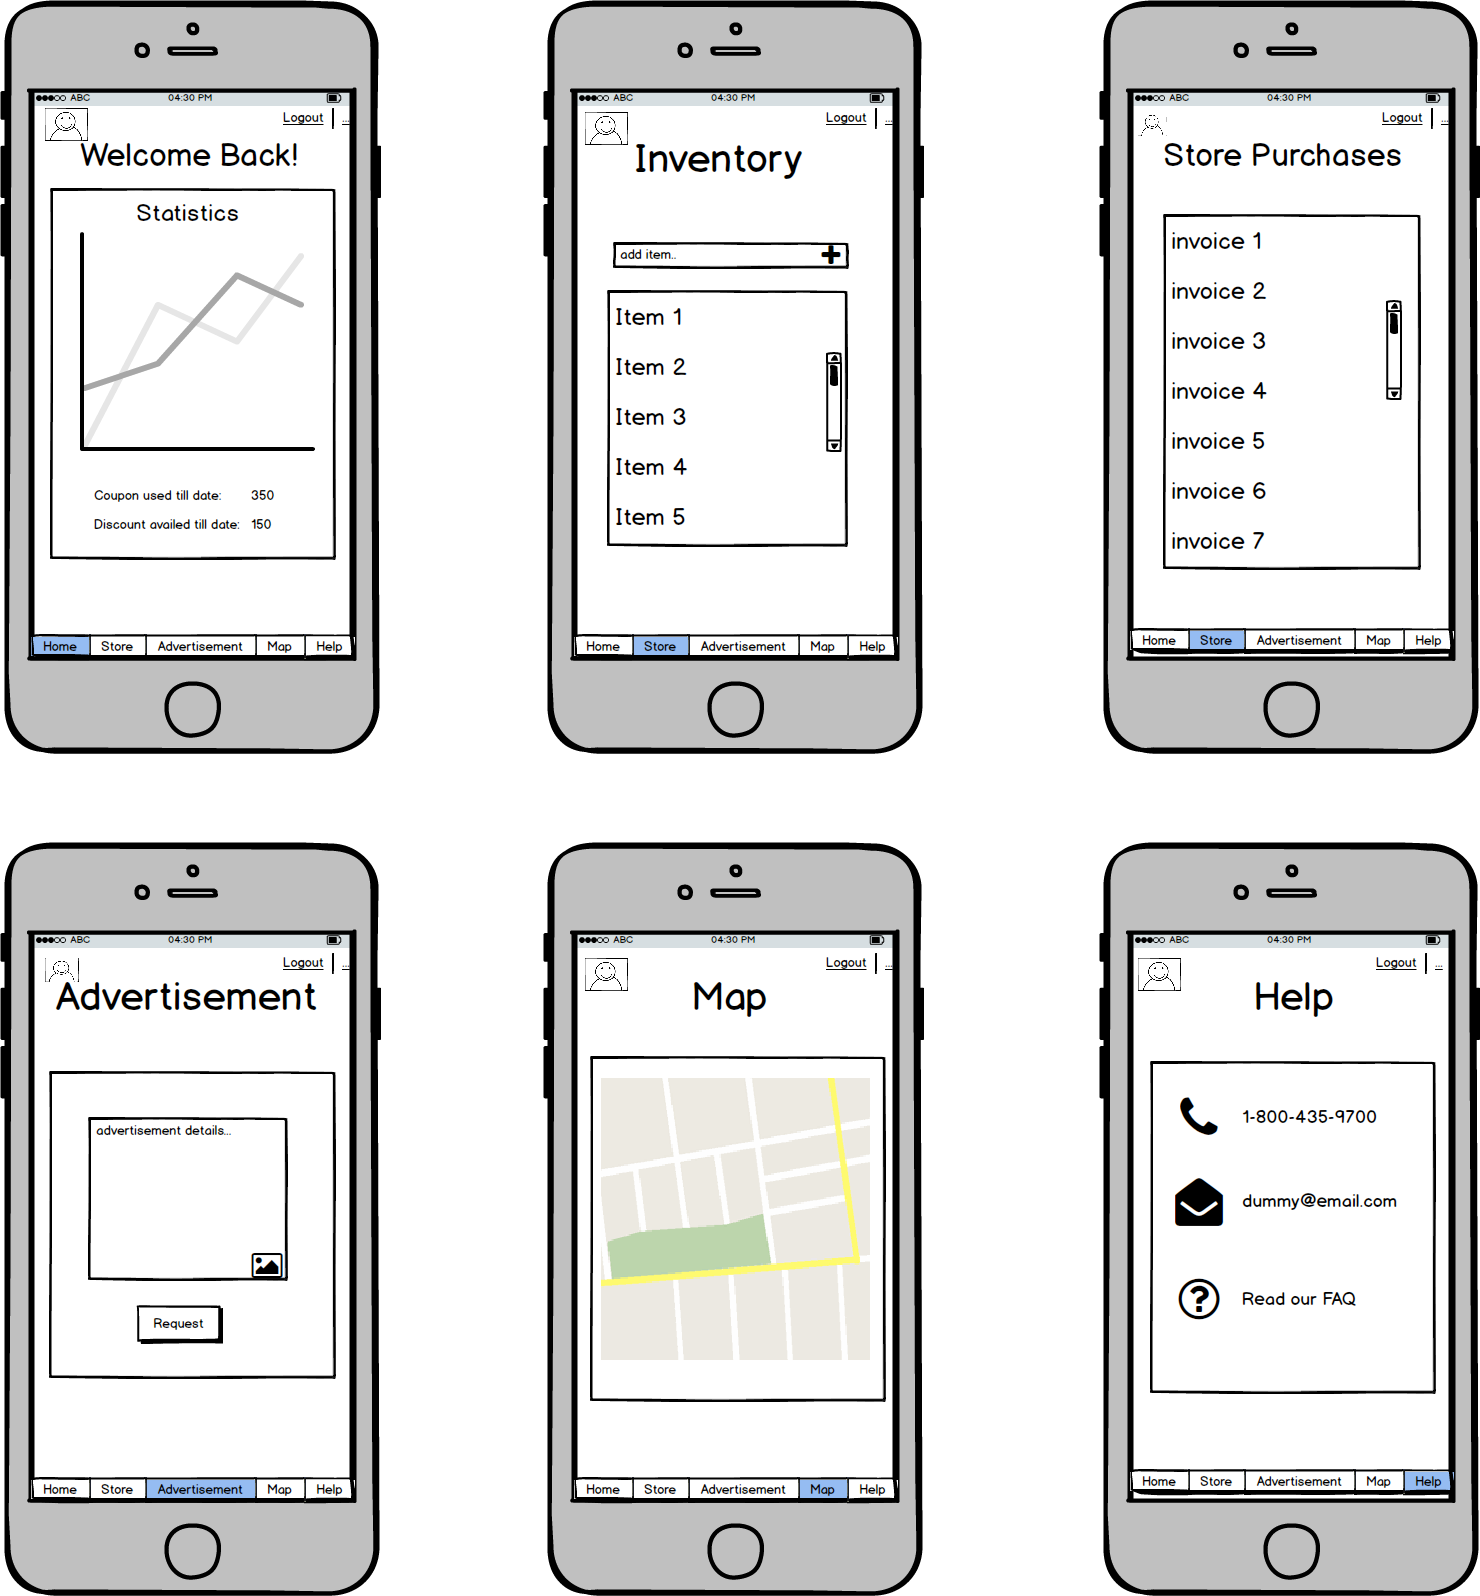 ABC 04:30 PM
Logout ...
Welcome Back!
Statistics
Coupon used till date: 350
Discount availed till date: 150
Home Store Advertisement Map Help
ABC 04:30 PM
Logout ...
Inventory
add item..
Item 1
Item 2
Item 3
Item 4
Item 5
Home Store Advertisement Map Help
ABC 04:30 PM
Logout ...
Store Purchases
invoice 1
invoice 2
invoice 3
invoice 4
invoice 5
invoice 6
invoice 7
Home Store Advertisement Map Help
ABC 04:30 PM
Logout ...
Advertisement
advertisement details...
Request
Home Store Advertisement Map Help
ABC 04:30 PM
Logout ...
Map
Home Store Advertisement Map Help
ABC 04:30 PM
Logout ...
Help
1-800-435-9700
dummy@email.com
Read our FAQ
Home Store Advertisement Map Help